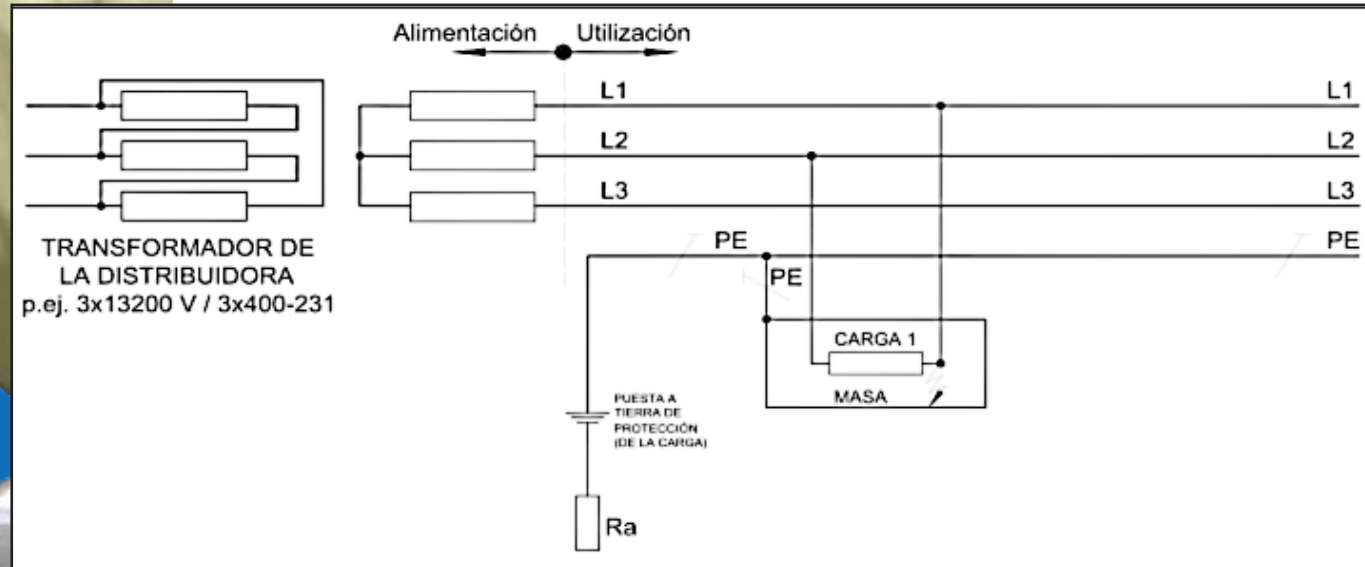 Alimentación
Utilización
L1
L1
L2
L2
L3
L3
TRANSFORMADOR DE
LA DISTRIBUIDORA
p.ej. 3x13200 V / 3x400-231
PE
PE
PE
CARGA 1
MASA
PUESTA A
TIERRA DE
PROTECCIÓN
(DE LA CARGA)
Ra